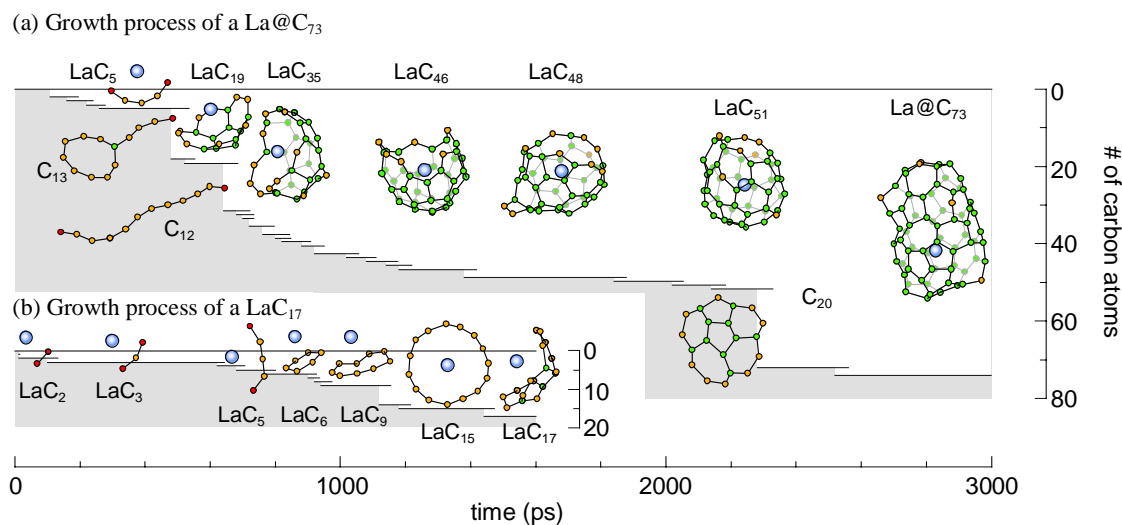 (a) Growth process of a La@C₇₃
LaC₅
LaC₁₉
LaC₃₅
LaC₄₆
LaC₄₈
LaC₅₁
La@C₇₃
C₁₃
C₁₂
C₂₀
0
20
40
60
80
# of carbon atoms
(b) Growth process of a LaC₁₇
LaC₂
LaC₃
LaC₅
LaC₆
LaC₉
LaC₁₅
LaC₁₇
0
10
20
0
1000
2000
3000
time (ps)